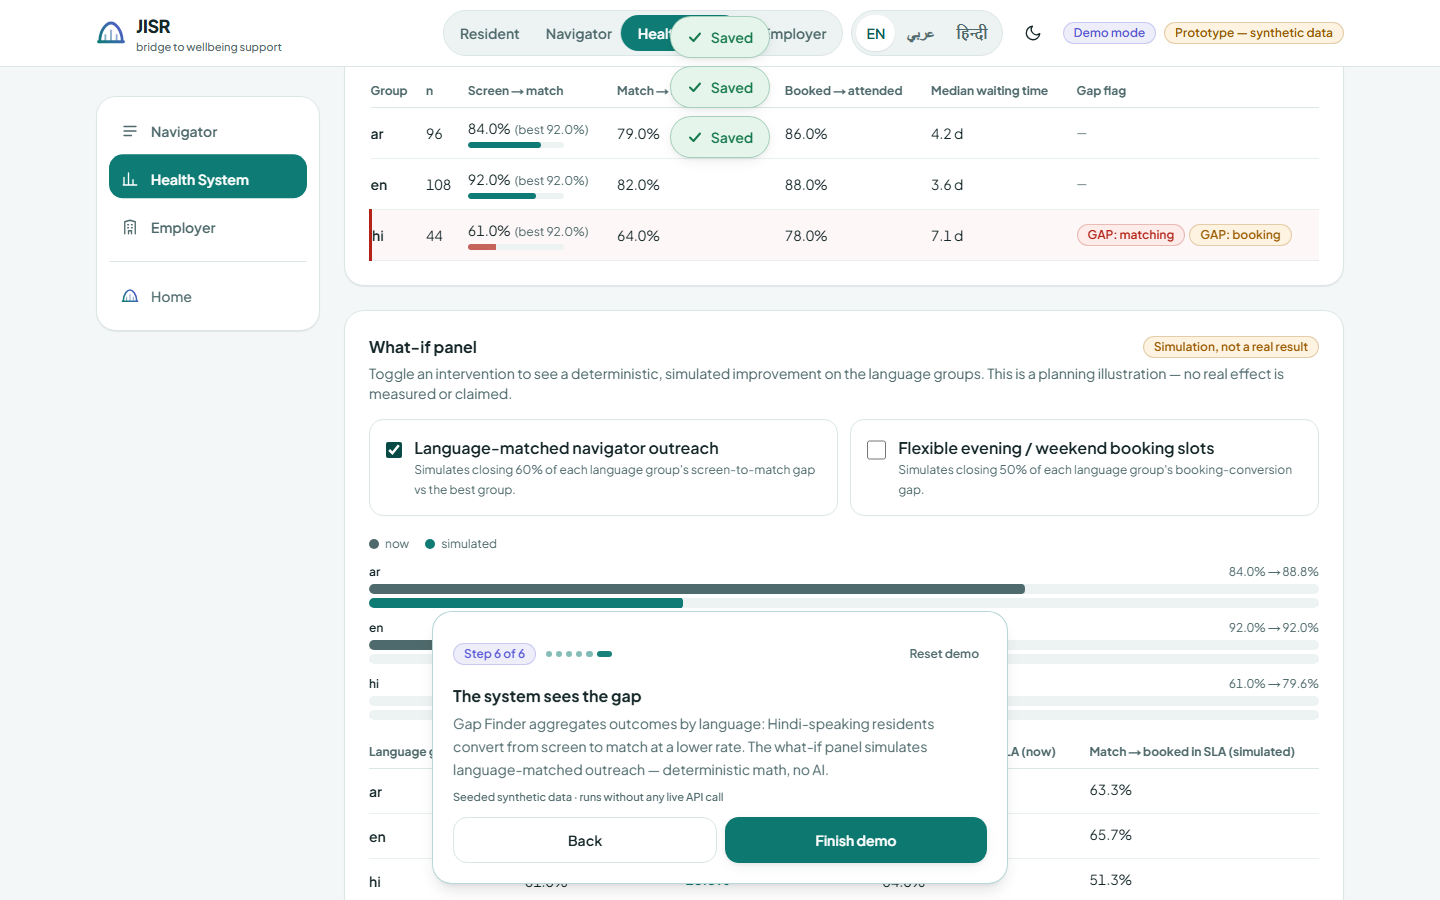 JISR
bridge to wellbeing support
Resident
Navigator
Healt
Employer
EN
عربي
हिन्दी
Demo mode
Prototype — synthetic data
Saved
Saved
Saved
Navigator
Health System
Employer
Home
Group n Screen→match Match→ Booked→attended Median waiting time Gap flag
ar 96 84.0% (best 92.0%) 79.0% 86.0% 4.2 d —
en 108 92.0% (best 92.0%) 82.0% 88.0% 3.6 d —
hi 44 61.0% (best 92.0%) 64.0% 78.0% 7.1 d GAP: matching GAP: booking
What-if panel
Simulation, not a real result
Toggle an intervention to see a deterministic, simulated improvement on the language groups. This is a planning illustration — no real effect is
measured or claimed.
Language-matched navigator outreach
Simulates closing 60% of each language group's screen-to-match gap
vs the best group.
Flexible evening / weekend booking slots
Simulates closing 50% of each language group's booking-conversion
gap.
now simulated
ar 84.0%→88.8%
en 92.0%→92.0%
hi 61.0%→79.6%
Language LA (now) Match→booked in SLA (simulated)
ar 63.3%
en 65.7%
hi 51.3%
Step 6 of 6
Reset demo
The system sees the gap
Gap Finder aggregates outcomes by language: Hindi-speaking residents
convert from screen to match at a lower rate. The what-if panel simulates
language-matched outreach — deterministic math, no AI.
Seeded synthetic data · runs without any live API call
Back
Finish demo